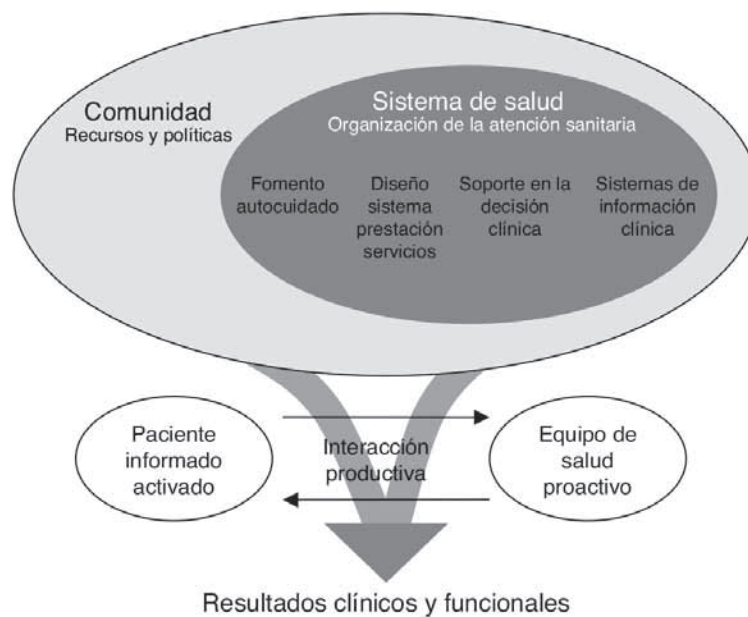 Comunidad
Recursos y políticas
Sistema de salud
Organización de la atención sanitaria
Fomento
autocuidado
Diseño
sistema
prestación
servicios
Soporte en la
decisión
clínica
Sistemas de
información
clínica
Paciente
informado
activado
Interacción
productiva
Equipo de
salud
proactivo
Resultados clínicos y funcionales